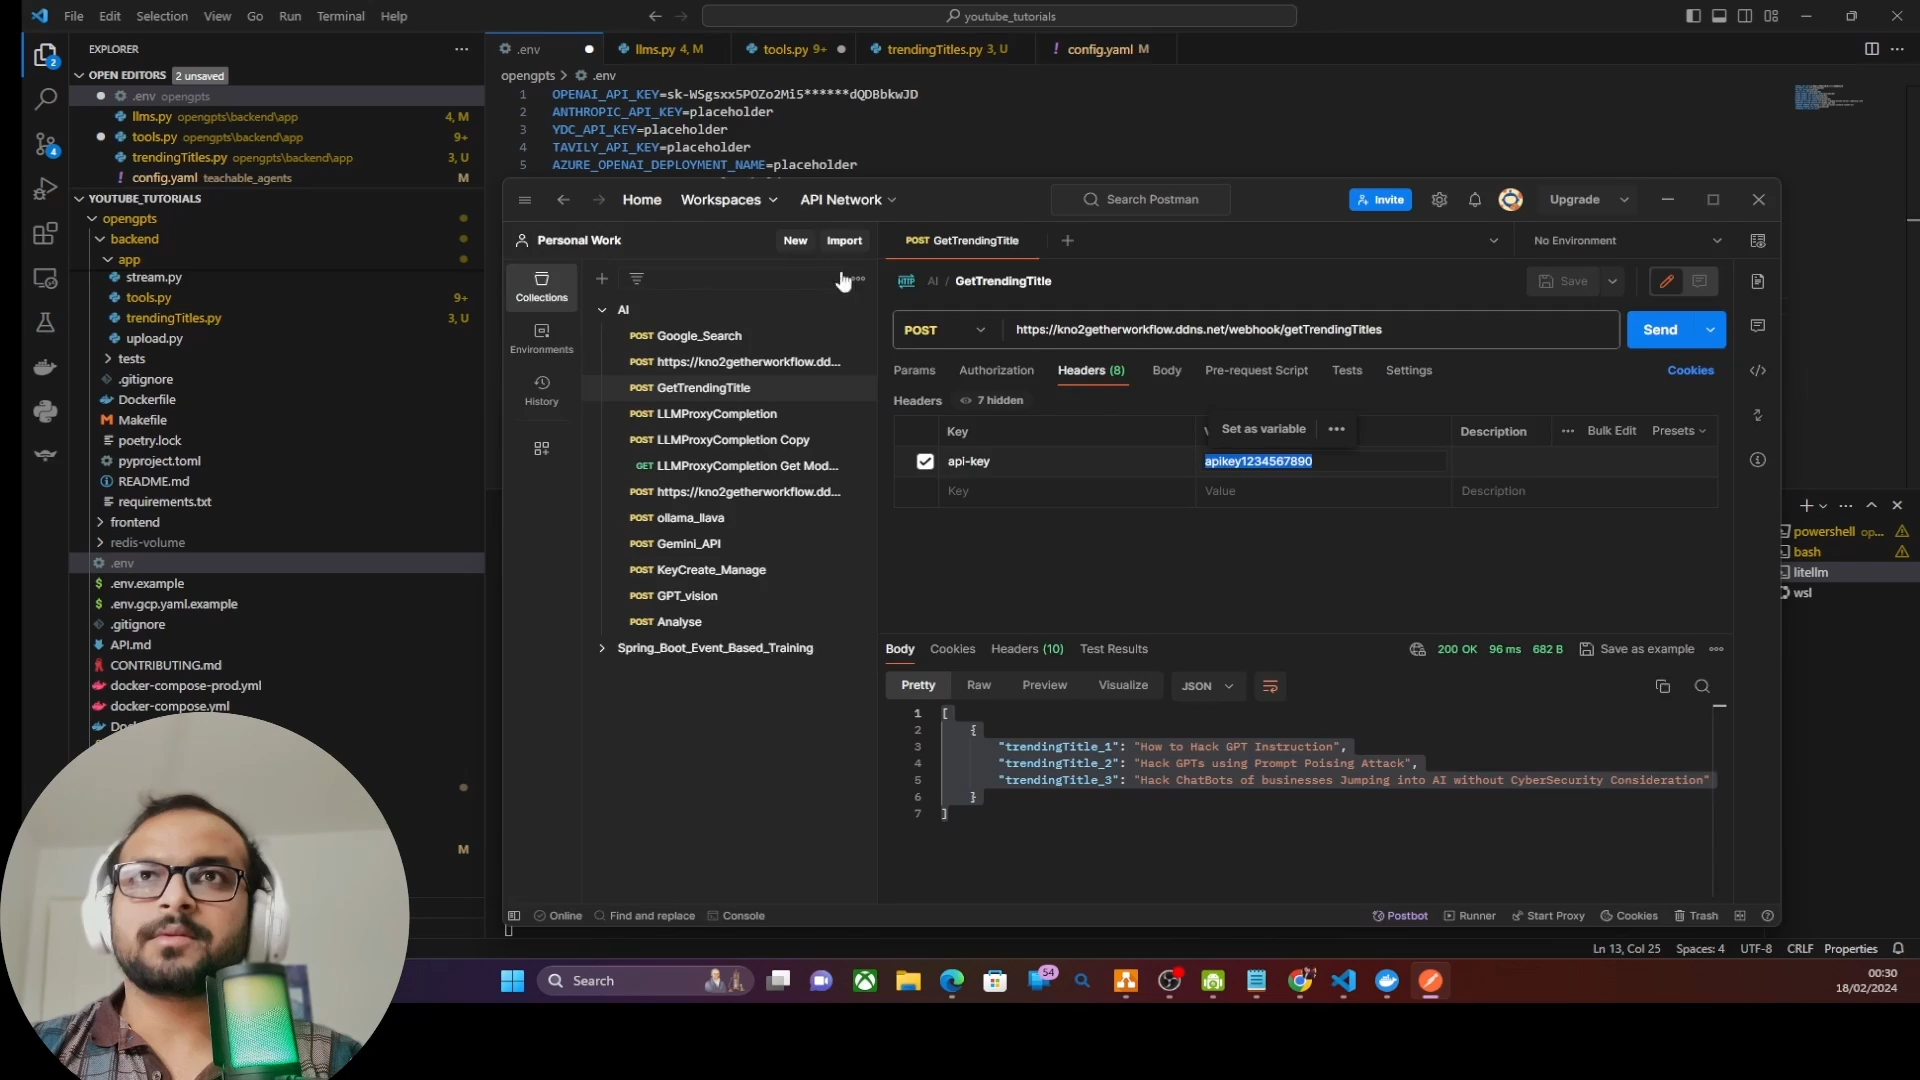 File Edit Selection View Go Run Terminal Help
youtube_tutorials
EXPLORER
OPEN EDITORS 2 unsaved
.env opengpts
llms.py opengpts\backend\app 4, M
tools.py opengpts\backend\app 9+
trendingTitles.py opengpts\backend\app 3, U
! config.yaml teachable_agents M
YOUTUBE_TUTORIALS
opengpts
backend
app
stream.py
tools.py 9+
trendingTitles.py 3, U
upload.py
tests
.gitignore
Dockerfile
Makefile
poetry.lock
pyproject.toml
README.md
requirements.txt
frontend
redis-volume
.env
.env.example
.env.gcp.yaml.example
.gitignore
API.md
CONTRIBUTING.md
docker-compose-prod.yml
docker-compose.yml
M
2
4
.env
llms.py 4, M
tools.py 9+
trendingTitles.py 3, U
! config.yaml M
opengpts > .env
1 OPENAI_API_KEY=sk-WSgsxx5POZo2Mi5******dQDBbkwJD
2 ANTHROPIC_API_KEY=placeholder
3 YDC_API_KEY=placeholder
4 TAVILY_API_KEY=placeholder
5 AZURE_OPENAI_DEPLOYMENT_NAME=placeholder
Home Workspaces API Network Search Postman Invite Upgrade
Personal Work New Import
POST GetTrendingTitle No Environment
Collections
Environments
History
AI
POST Google_Search
POST https://kno2getherworkflow.dd...
POST GetTrendingTitle
POST LLMProxyCompletion
POST LLMProxyCompletion Copy
GET LLMProxyCompletion Get Mod...
POST https://kno2getherworkflow.dd...
POST ollama_llava
POST Gemini_API
POST KeyCreate_Manage
POST GPT_vision
POST Analyse
Spring_Boot_Event_Based_Training
HTTP AI / GetTrendingTitle Save
POST https://kno2getherworkflow.ddns.net/webhook/getTrendingTitles Send
Params Authorization Headers (8) Body Pre-request Script Tests Settings Cookies
Headers 7 hidden
Key Set as variable Description Bulk Edit Presets
api-key apikey1234567890
Key Value Description
Body Cookies Headers (10) Test Results 200 OK 96 ms 682 B Save as example
Pretty Raw Preview Visualize JSON
1 [
2 {
3 "trendingTitle_1": "How to Hack GPT Instruction",
4 "trendingTitle_2": "Hack GPTs using Prompt Poising Attack",
5 "trendingTitle_3": "Hack ChatBots of businesses Jumping into AI without CyberSecurity Consideration"
6 }
7 ]
Online Find and replace Console Postbot Runner Start Proxy Cookies Trash
powershell op...
bash
litellm
wsl
Ln 13, Col 25 Spaces: 4 UTF-8 CRLF Properties
Search
54
00:30
18/02/2024